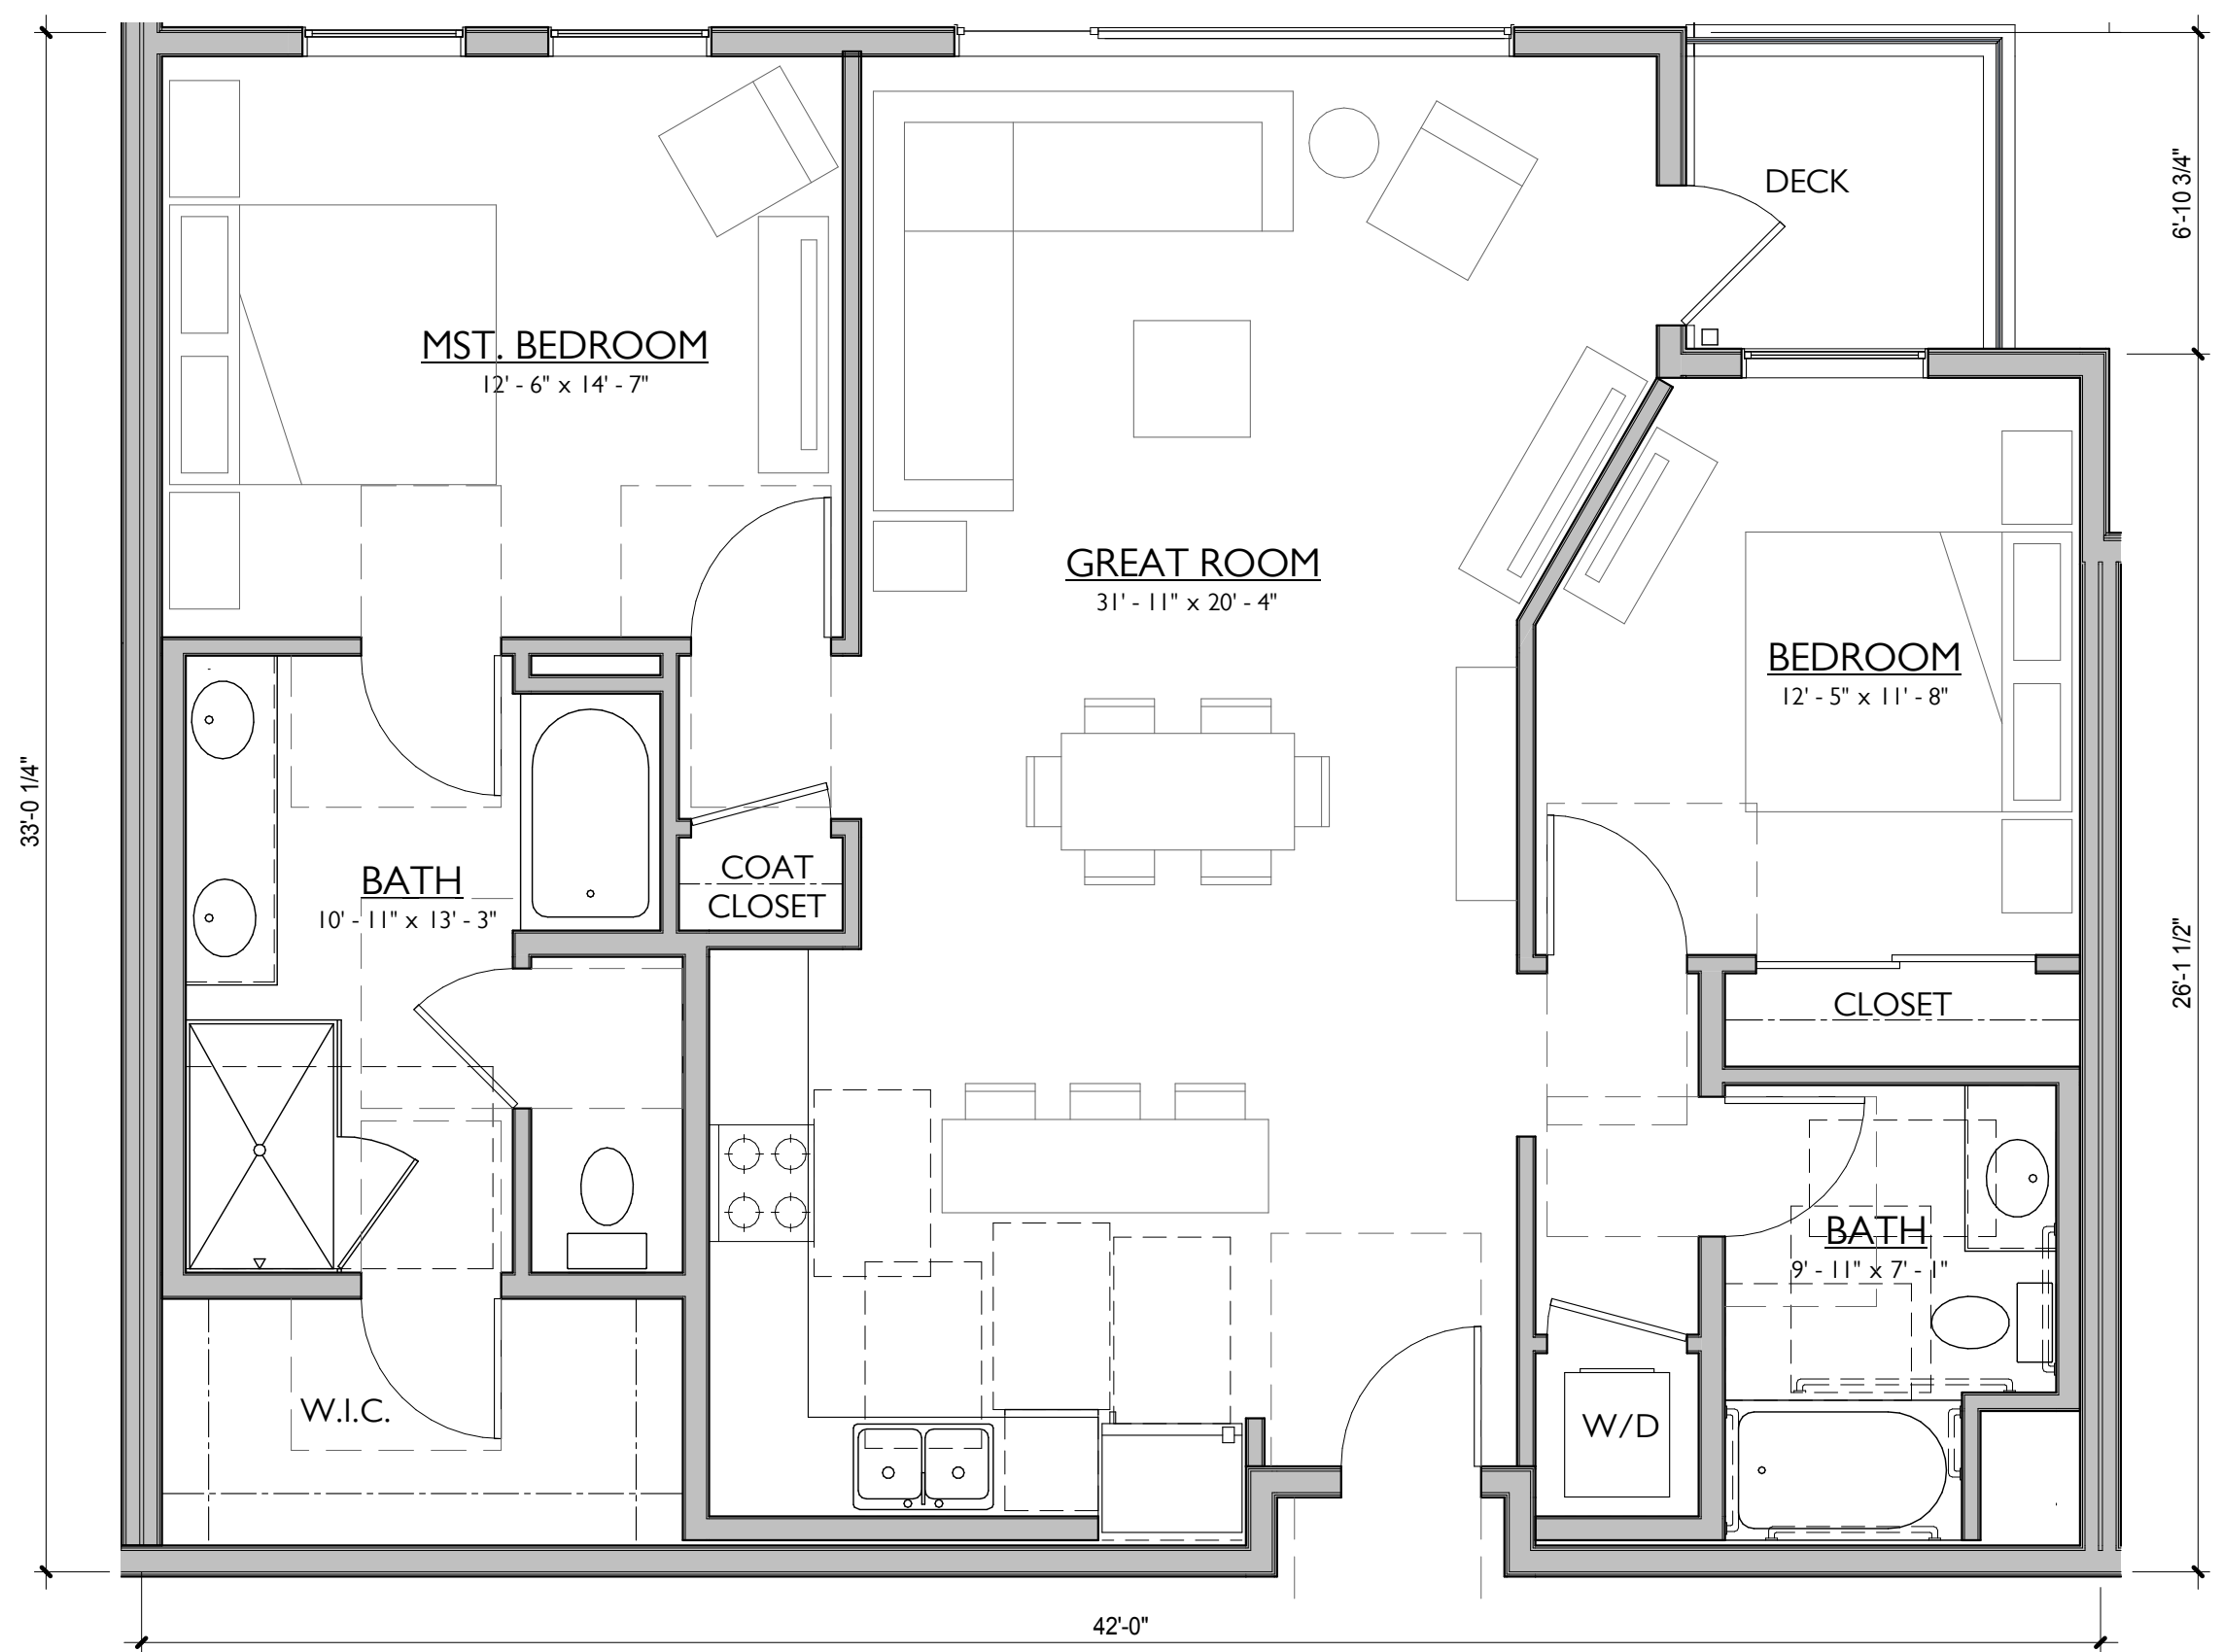 DECK
6'-10 3/4"
MST. BEDROOM
12' - 6" x 14' - 7"
GREAT ROOM
31' - 11" x 20' - 4"
BEDROOM
12' - 5" x 11' - 8"
33'-0 1/4"
COAT
CLOSET
BATH
10' - 11" x 13' - 3"
26'-1 1/2"
CLOSET
BATH
9' - 11" x 7' - 1"
W.I.C.
W/D
42'-0"